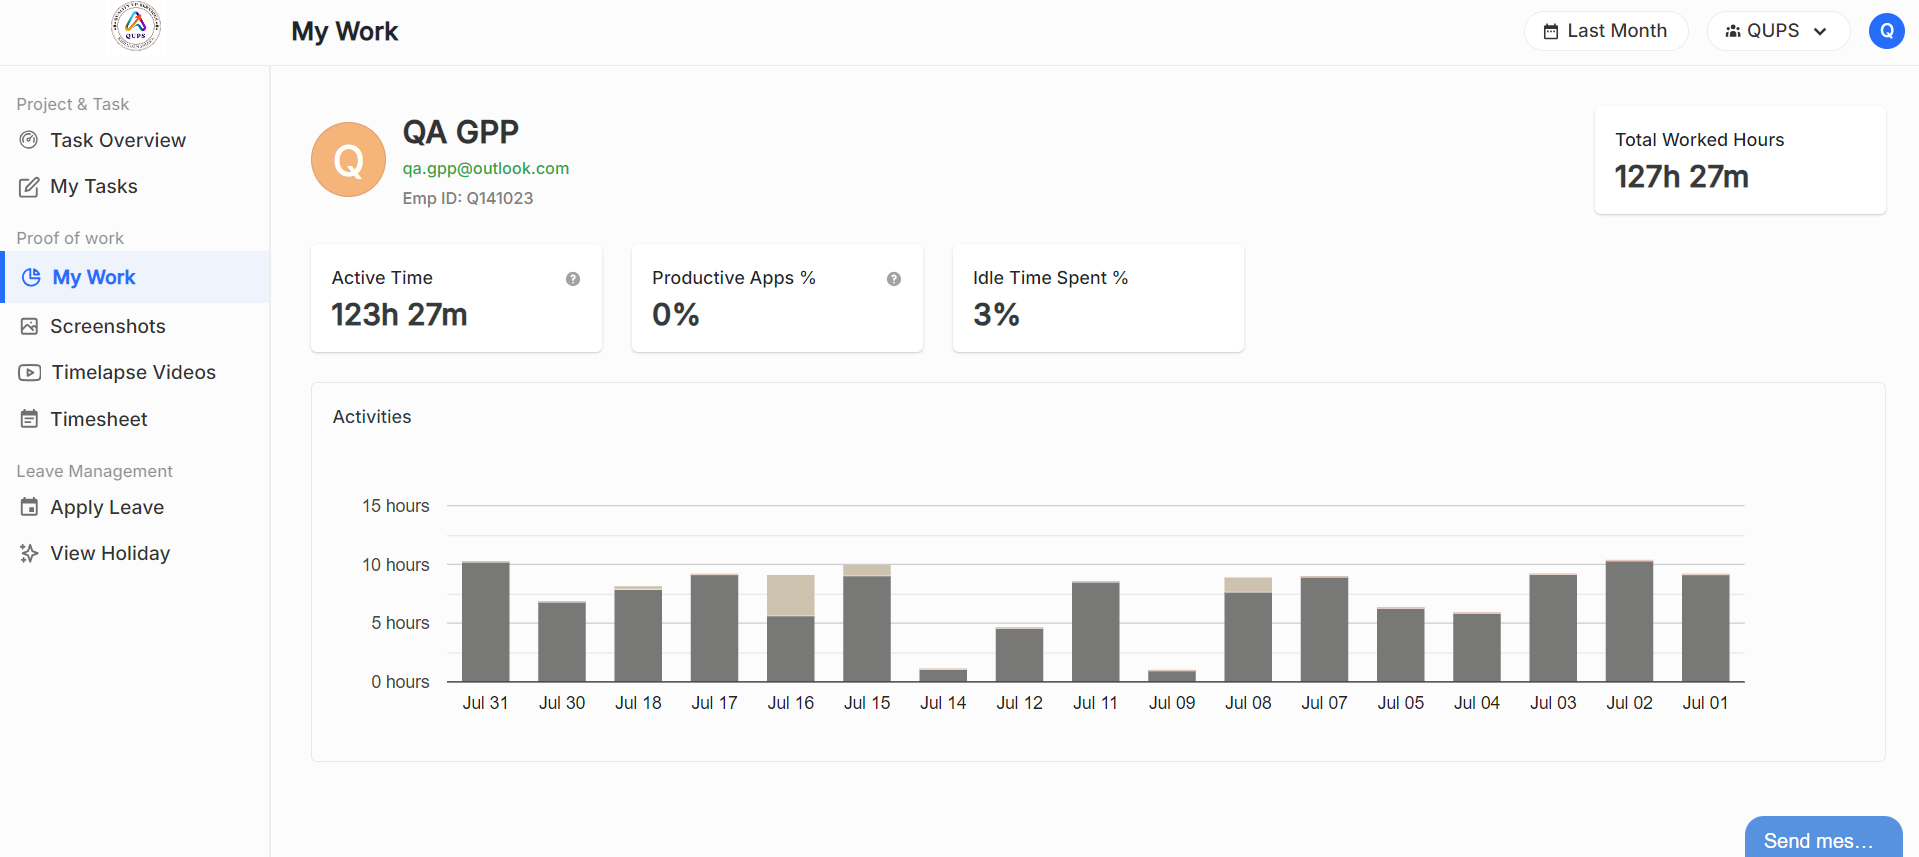 QUPS
My Work
Last Month
QUPS
Q
Project & Task
Task Overview
My Tasks
Proof of work
My Work
Screenshots
Timelapse Videos
Timesheet
Leave Management
Apply Leave
View Holiday
Q
QA GPP
qa.gpp@outlook.com
Emp ID: Q141023
Total Worked Hours
127h 27m
Active Time
?
123h 27m
Productive Apps %
?
0%
Idle Time Spent %
3%
Activities
15 hours
10 hours
5 hours
0 hours
Jul 31 Jul 30 Jul 18 Jul 17 Jul 16 Jul 15 Jul 14 Jul 12 Jul 11 Jul 09 Jul 08 Jul 07 Jul 05 Jul 04 Jul 03 Jul 02 Jul 01
Send mes...